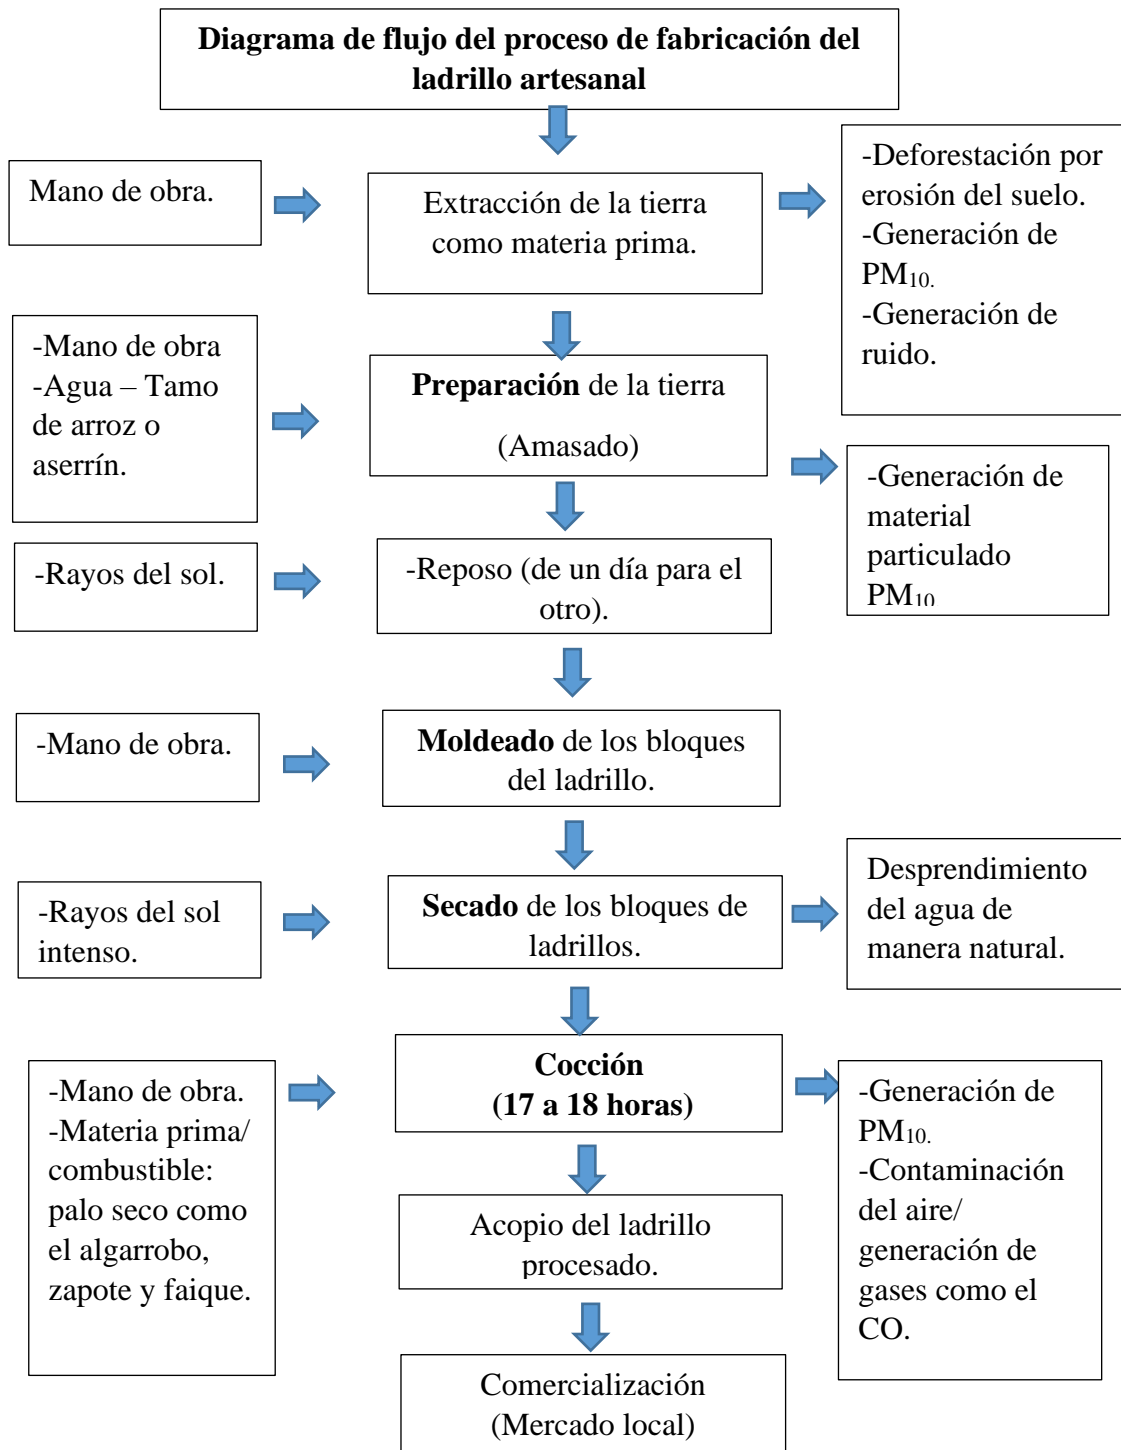 Diagrama de flujo del proceso de fabricación del
ladrillo artesanal
Mano de obra.
Extracción de la tierra
como materia prima.
-Deforestación por
erosión del suelo.
-Generación de
PM₁₀.
-Generación de
ruido.
-Mano de obra
-Agua – Tamo
de arroz o
aserrín.
Preparación de la tierra
(Amasado)
-Generación de
material
particulado
PM₁₀
-Rayos del sol.
-Reposo (de un día para el
otro).
-Mano de obra.
Moldeado de los bloques
del ladrillo.
-Rayos del sol
intenso.
Secado de los bloques de
ladrillos.
Desprendimiento
del agua de
manera natural.
-Mano de obra.
-Materia prima/
combustible:
palo seco como
el algarrobo,
zapote y faique.
Cocción
(17 a 18 horas)
-Generación de
PM₁₀.
-Contaminación
del aire/
generación de
gases como el
CO.
Acopio del ladrillo
procesado.
Comercialización
(Mercado local)